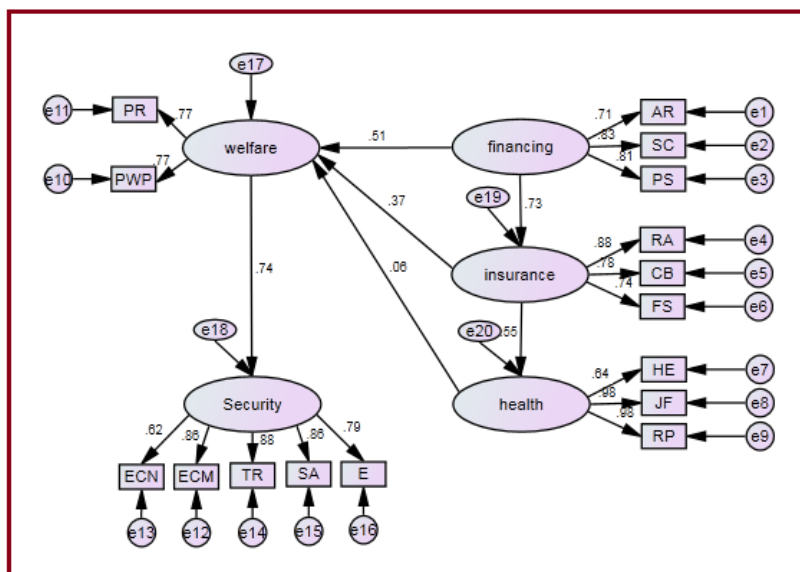 e17
e11
PR
.77
welfare
.77
e10
PWP
.51
financing
.71
AR
e1
.83
SC
e2
.81
PS
e3
e19
.73
.37
insurance
.88
RA
e4
.78
CB
e5
.74
FS
e6
.06
.74
e20
.55
e18
health
.64
HE
e7
.98
JF
e8
.98
RP
e9
Security
.62
.86
.88
.86
.79
ECN
ECM
TR
SA
E
e13
e12
e14
e15
e16